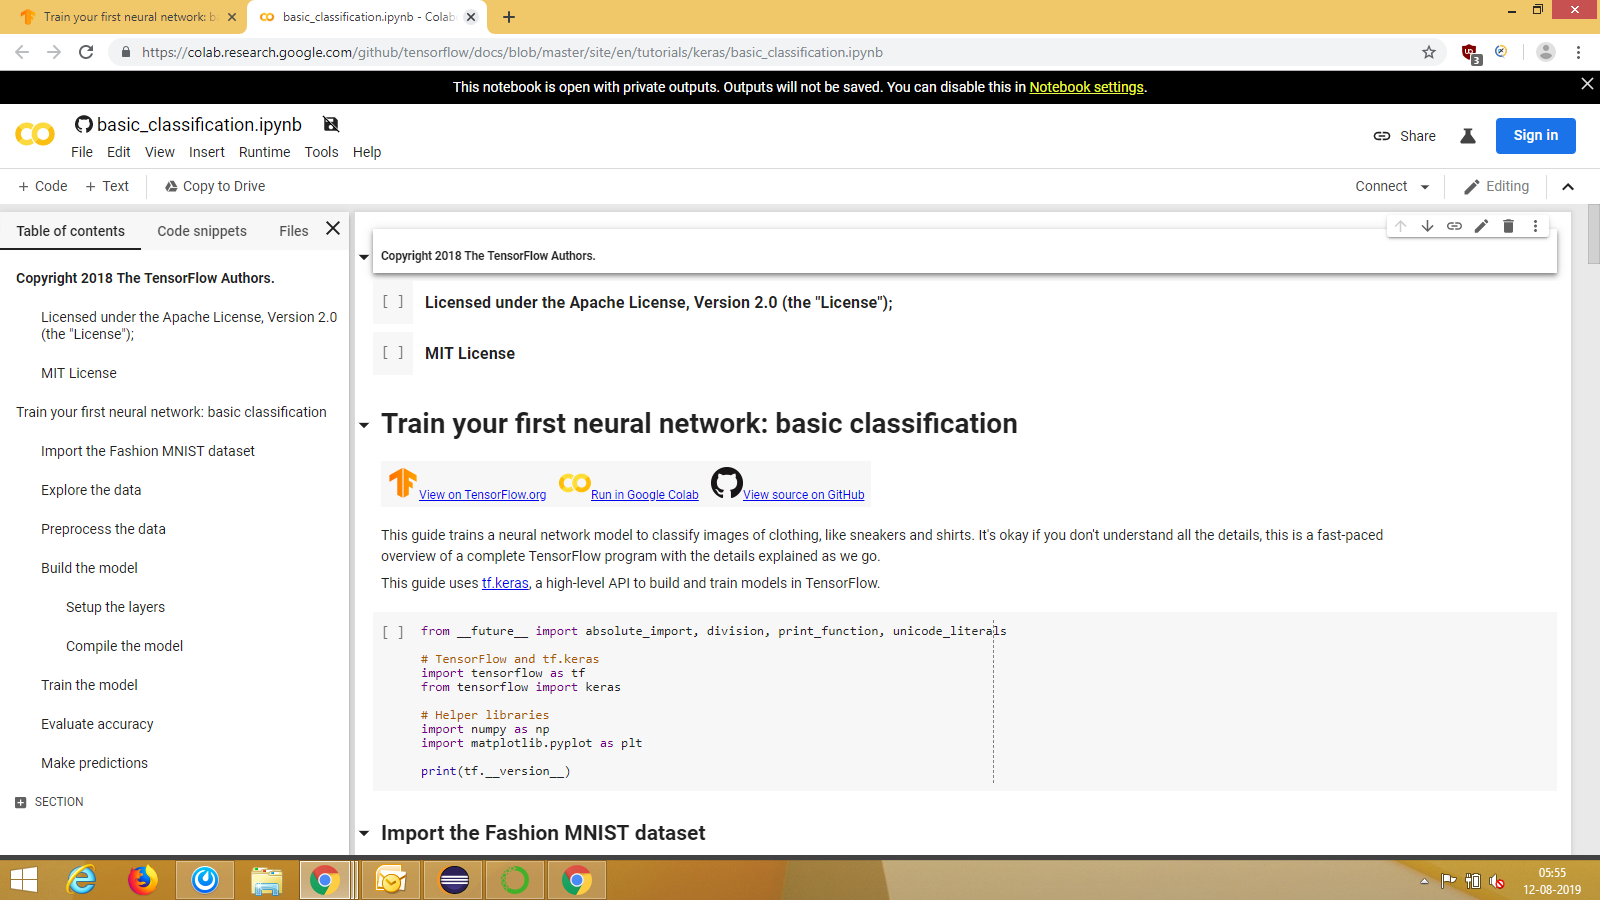 Train your first neural network: b
basic_classification.ipynb - Colab
https://colab.research.google.com/github/tensorflow/docs/blob/master/site/en/tutorials/keras/basic_classification.ipynb
3
This notebook is open with private outputs. Outputs will not be saved. You can disable this in Notebook settings.
basic_classification.ipynb
File Edit View Insert Runtime Tools Help
Share
Sign in
+ Code + Text Copy to Drive
Connect
Editing
Table of contents Code snippets Files
Copyright 2018 The TensorFlow Authors.
Licensed under the Apache License, Version 2.0
(the "License");
MIT License
Train your first neural network: basic classification
Import the Fashion MNIST dataset
Explore the data
Preprocess the data
Build the model
Setup the layers
Compile the model
Train the model
Evaluate accuracy
Make predictions
SECTION
Copyright 2018 The TensorFlow Authors.
[ ] Licensed under the Apache License, Version 2.0 (the "License");
[ ] MIT License
Train your first neural network: basic classification
View on TensorFlow.org Run in Google Colab View source on GitHub
This guide trains a neural network model to classify images of clothing, like sneakers and shirts. It's okay if you don't understand all the details, this is a fast-paced
overview of a complete TensorFlow program with the details explained as we go.
This guide uses tf.keras, a high-level API to build and train models in TensorFlow.
[ ] from __future__ import absolute_import, division, print_function, unicode_literals
# TensorFlow and tf.keras
import tensorflow as tf
from tensorflow import keras
# Helper libraries
import numpy as np
import matplotlib.pyplot as plt
print(tf.__version__)
Import the Fashion MNIST dataset
05:55
12-08-2019